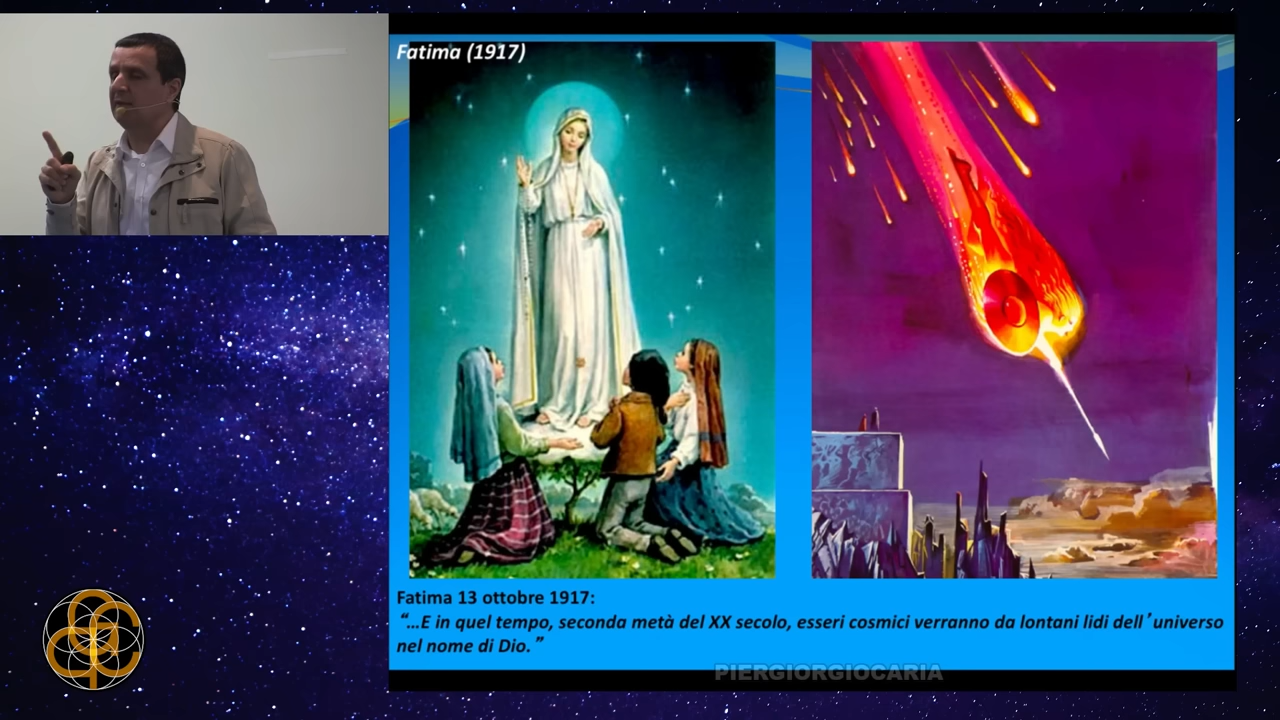 Fatima (1917)
Fatima 13 ottobre 1917:
“…E in quel tempo, seconda metà del XX secolo, esseri cosmici verranno da lontani lidi dell’universo
nel nome di Dio.”
PIERGIORGIOCARIA